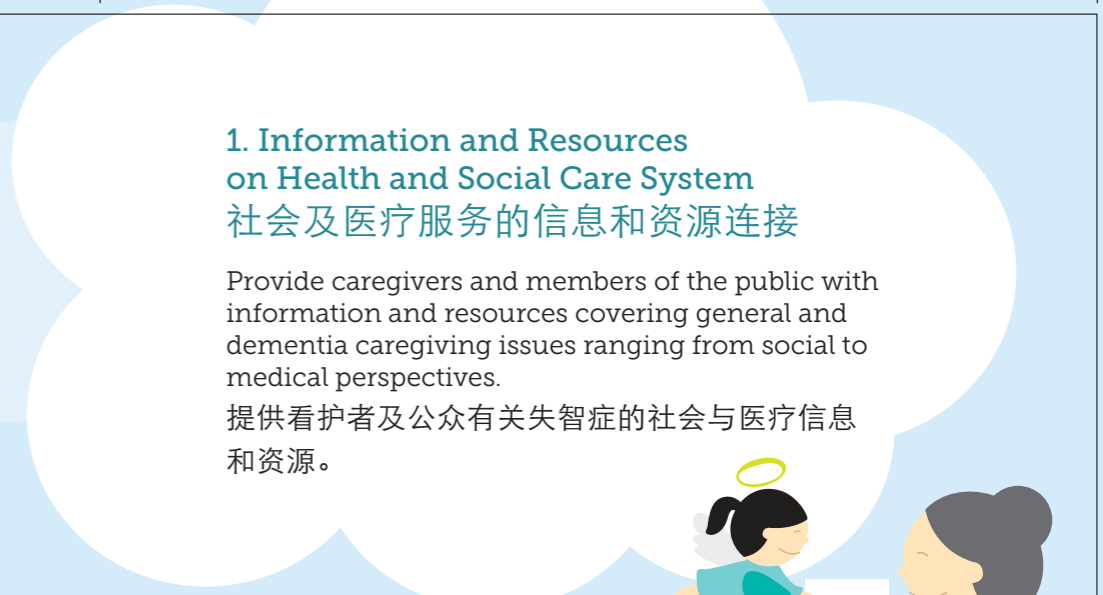 1. Information and Resources
on Health and Social Care System
社会及医疗服务的信息和资源连接
Provide caregivers and members of the public with
information and resources covering general and
dementia caregiving issues ranging from social to
medical perspectives.
提供看护者及公众有关失智症的社会与医疗信息
和资源。